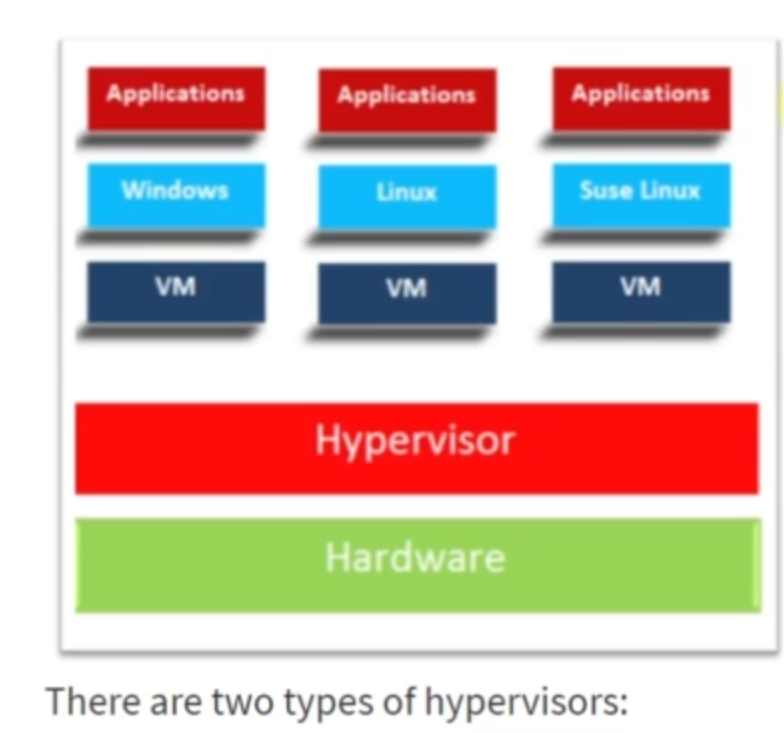 Applications Applications Applications
Windows Linux Suse Linux
VM VM VM
Hypervisor
Hardware
There are two types of hypervisors: